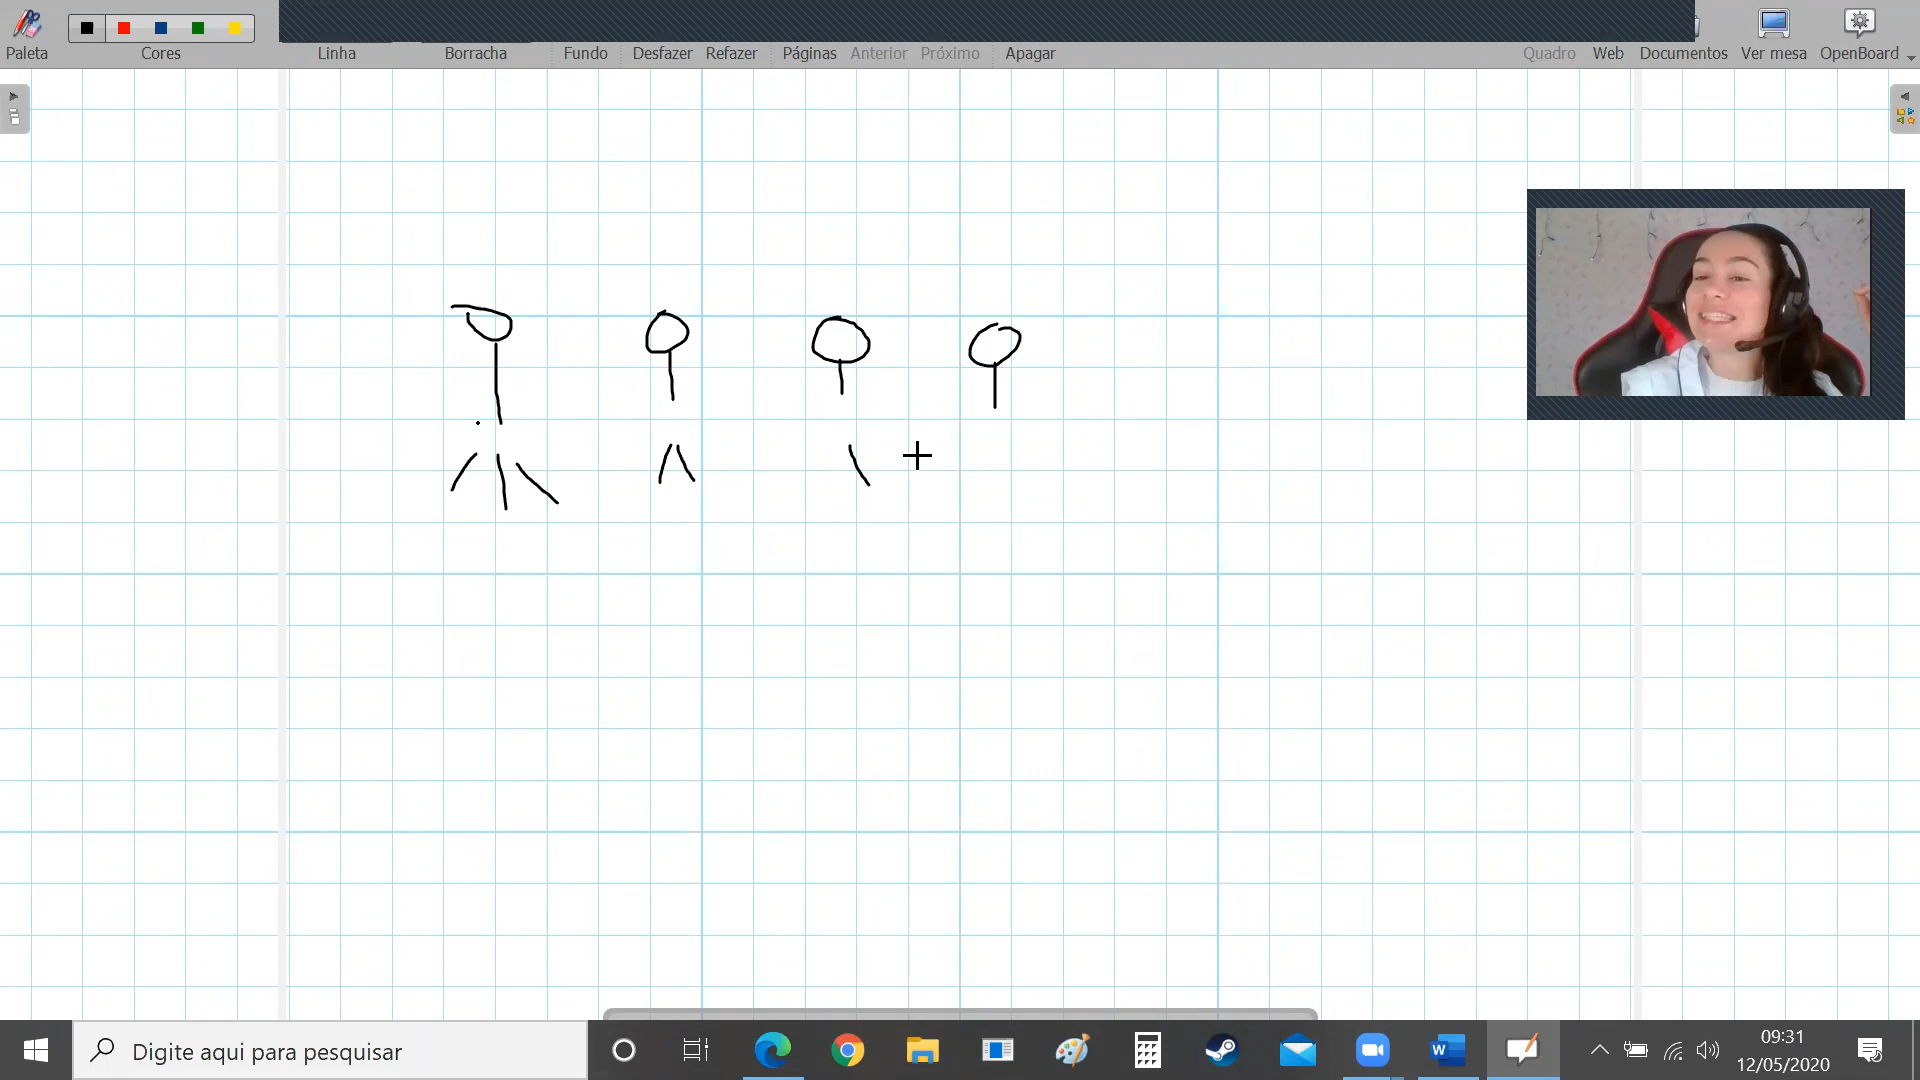 Paleta Cores Linha Borracha Fundo Desfazer Refazer Páginas Anterior Próximo Apagar Quadro Web Documentos Ver mesa OpenBoard
Digite aqui para pesquisar
09:31
12/05/2020